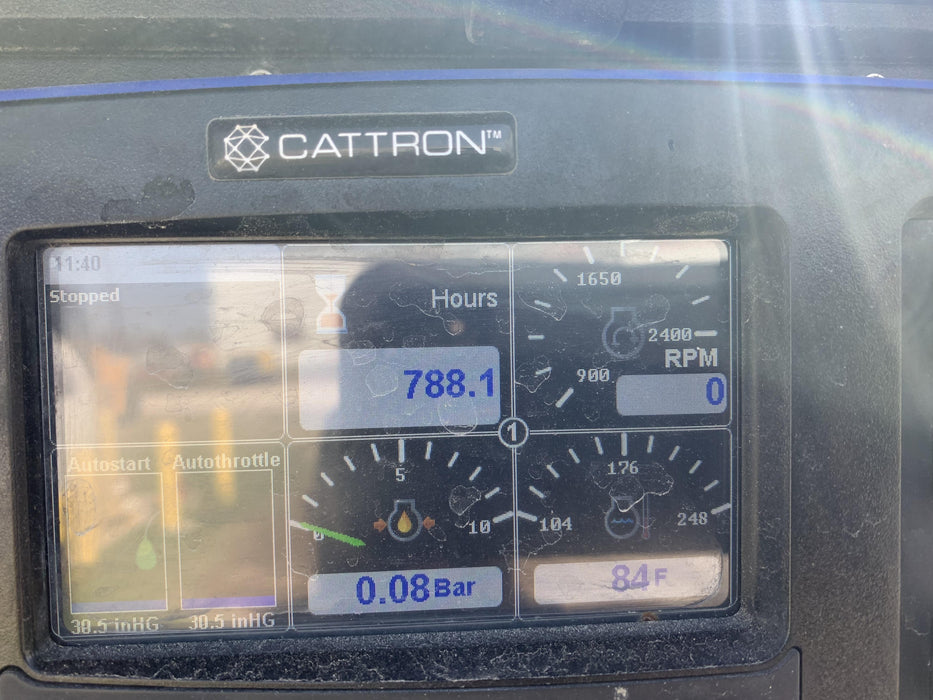 CATTRON™
11:40
Stopped
Hours
788.1
1650
2400
RPM
900
0
1
Autostart Autothrottle
30.5 inHG 30.5 inHG
5
0
10
0.08 Bar
176
104
248
84 F